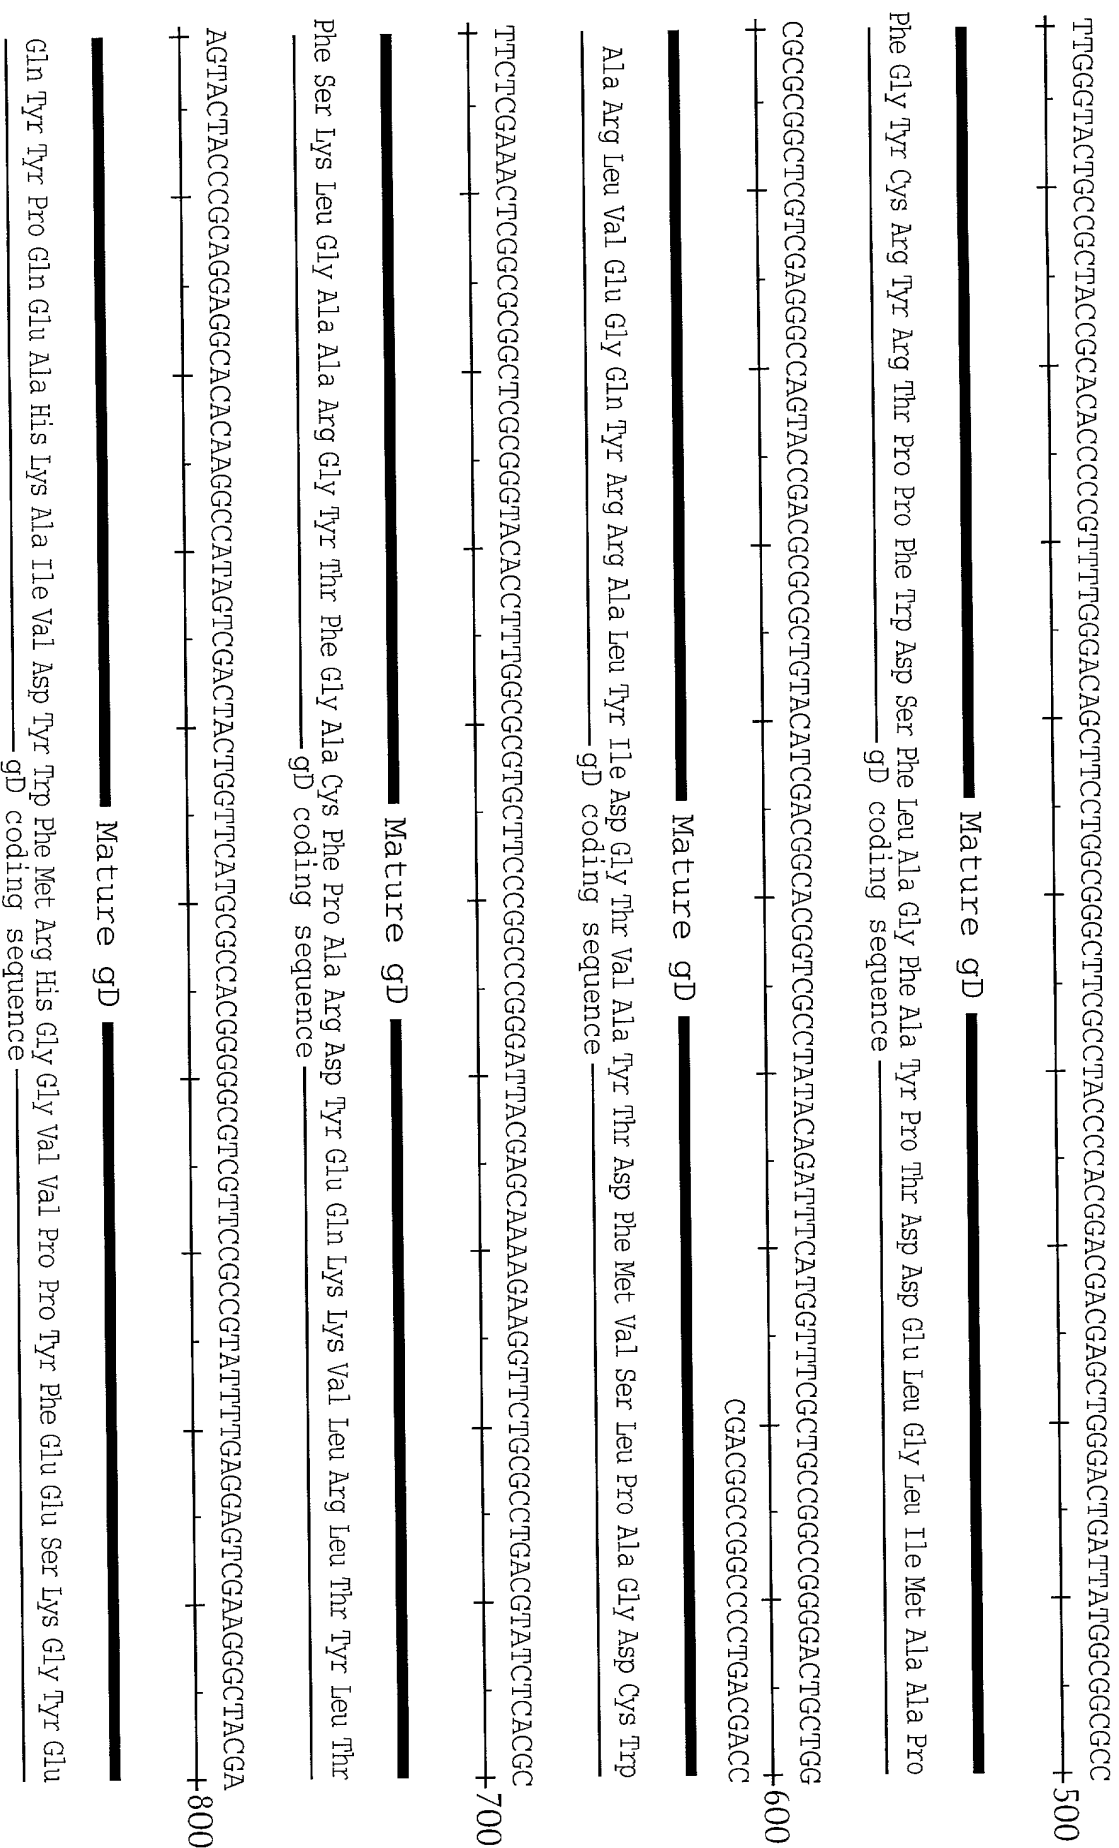 TTGGGTACTGCCGCTACCGCACACCCCCGTTTTGGGACAGCTTCCTGGCGGGCTTCGCCTACCCCACGGACGACGAGCTGGGACTGATTATGGCGGCGCC
500
Mature gD
Phe Gly Tyr Cys Arg Tyr Arg Thr Pro Pro Phe Trp Asp Ser Phe Leu Ala Gly Phe Ala Tyr Pro Thr Asp Asp Glu Leu Gly Leu Ile Met Ala Ala Pro
gD coding sequence
CGCGCGGCTCGTCGAGGGCCAGTACCGACGCGCGCTGTACATCGACGGCACGGTCGCCTATACAGATTTCATGGTTTCGCTGCCGGCCGGGGACTGCTGG
600
CGACGGCCGGCCCCTGACGACC
Mature gD
Ala Arg Leu Val Glu Gly Gln Tyr Arg Arg Ala Leu Tyr Ile Asp Gly Thr Val Ala Tyr Thr Asp Phe Met Val Ser Leu Pro Ala Gly Asp Cys Trp
gD coding sequence
TTCTCGAAACTCGGCGCGGCTCGCGGGTACACCTTTGGCGCGTGCTTCCCGGCCCGGGATTACGAGCAAAAGAAGGTTCTGCGCCTGACGTATCTCACGC
700
Mature gD
Phe Ser Lys Leu Gly Ala Ala Arg Gly Tyr Thr Phe Gly Ala Cys Phe Pro Ala Arg Asp Tyr Glu Gln Lys Lys Val Leu Arg Leu Thr Tyr Leu Thr
gD coding sequence
AGTACTACCCGCAGGAGGCACACAAGGCCATAGTCGACTACTGGTTCATGCGCCACGGGGGCGTCGTTCCGCCGTATTTTGAGGAGTCGAAGGGCTACGA
800
Mature gD
Gln Tyr Tyr Pro Gln Glu Ala His Lys Ala Ile Val Asp Tyr Trp Phe Met Arg His Gly Gly Val Val Pro Pro Tyr Phe Glu Glu Ser Lys Gly Tyr Glu
gD coding sequence